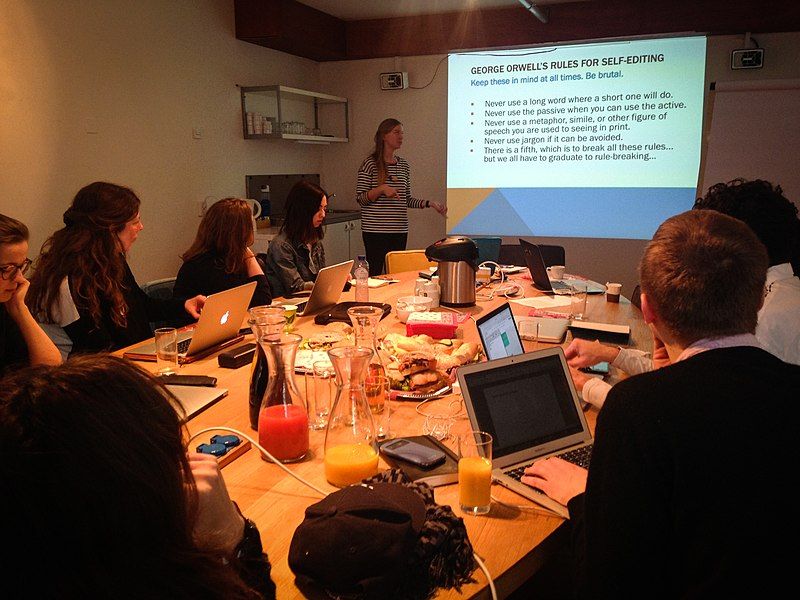 GEORGE ORWELL'S RULES FOR SELF-EDITING
Keep these in mind at all times. Be brutal.
• Never use a long word where a short one will do.
• Never use the passive when you can use the active.
• Never use a metaphor, simile, or other figure of
speech you are used to seeing in print.
• Never use jargon if it can be avoided.
• There is a fifth, which is to break all these rules…
but we all have to graduate to rule-breaking…